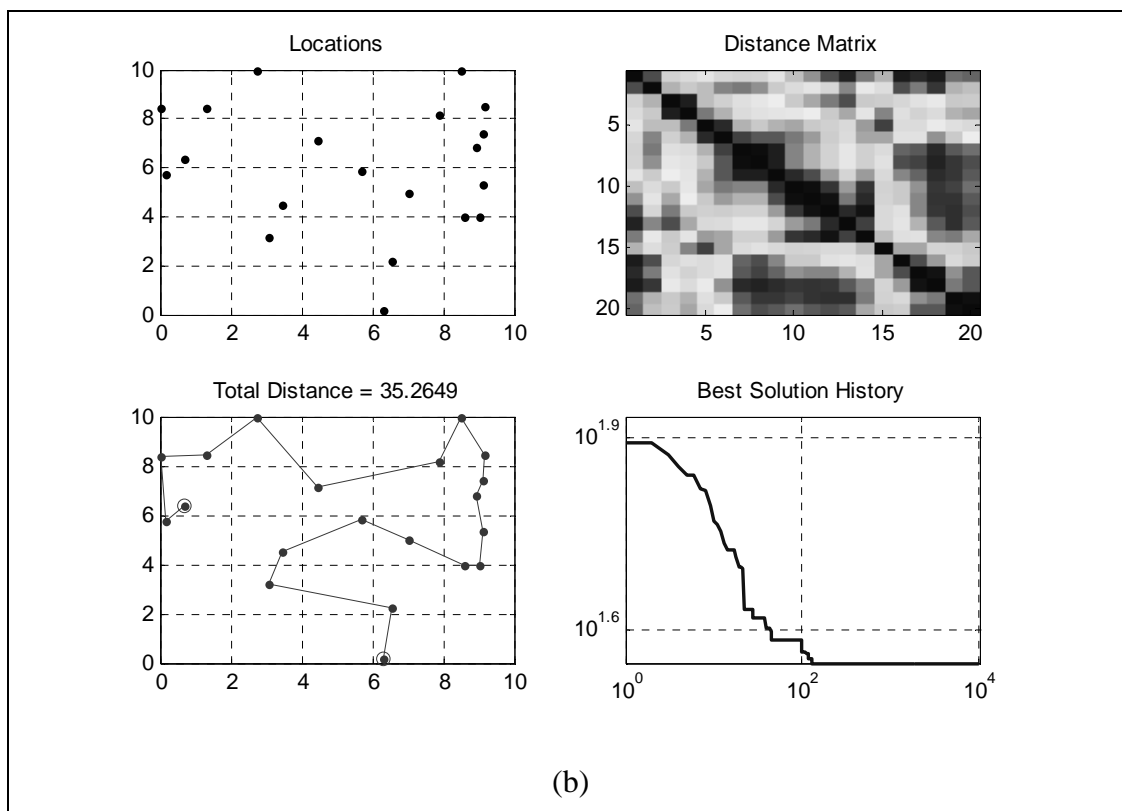 Locations
10
8
6
4
2
0
0 2 4 6 8 10
Distance Matrix
5
10
15
20
5 10 15 20
Total Distance = 35.2649
10
8
6
4
2
0
0 2 4 6 8 10
Best Solution History
10^1.9
10^1.6
10^0 10^2 10^4
(b)